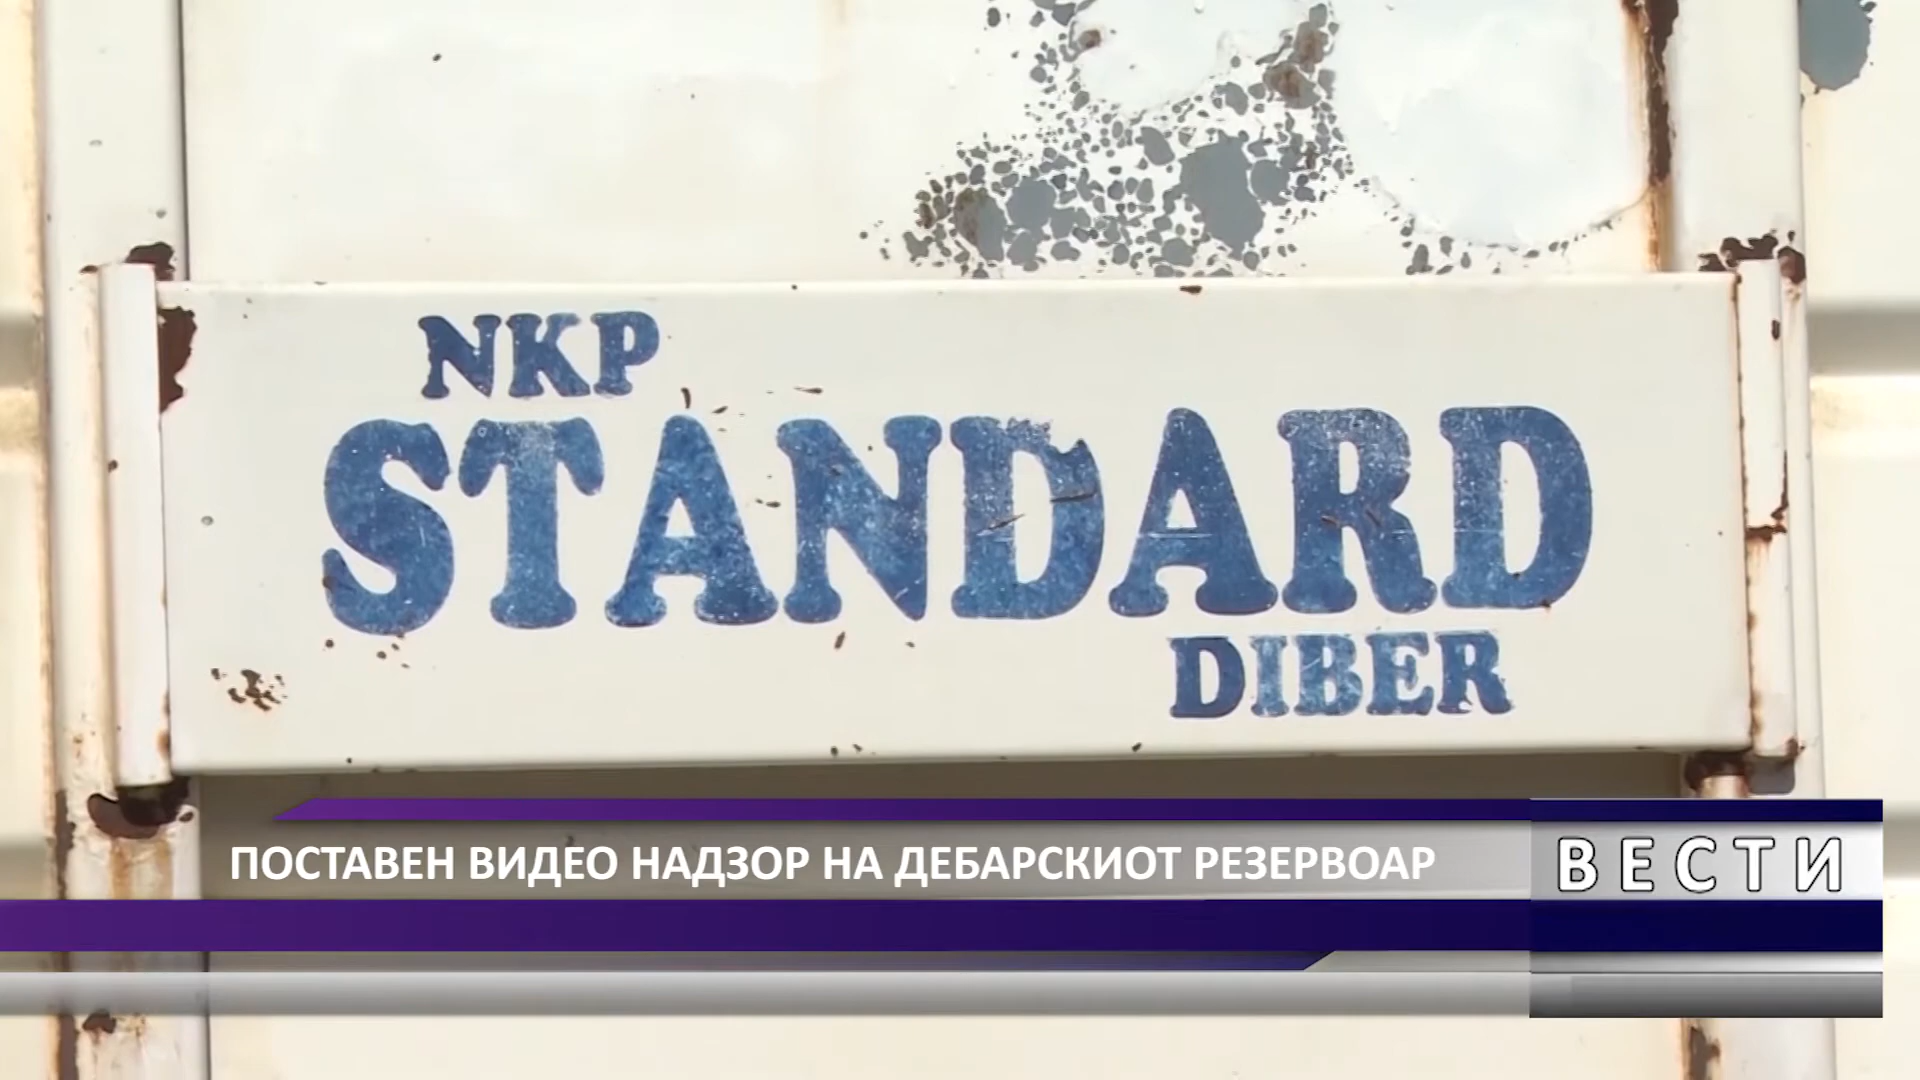 NKP
STANDARD
DIBER
ПОСТАВЕН ВИДЕО НАДЗОР НА ДЕБАРСКИОТ РЕЗЕРВОАР
ВЕСТИ